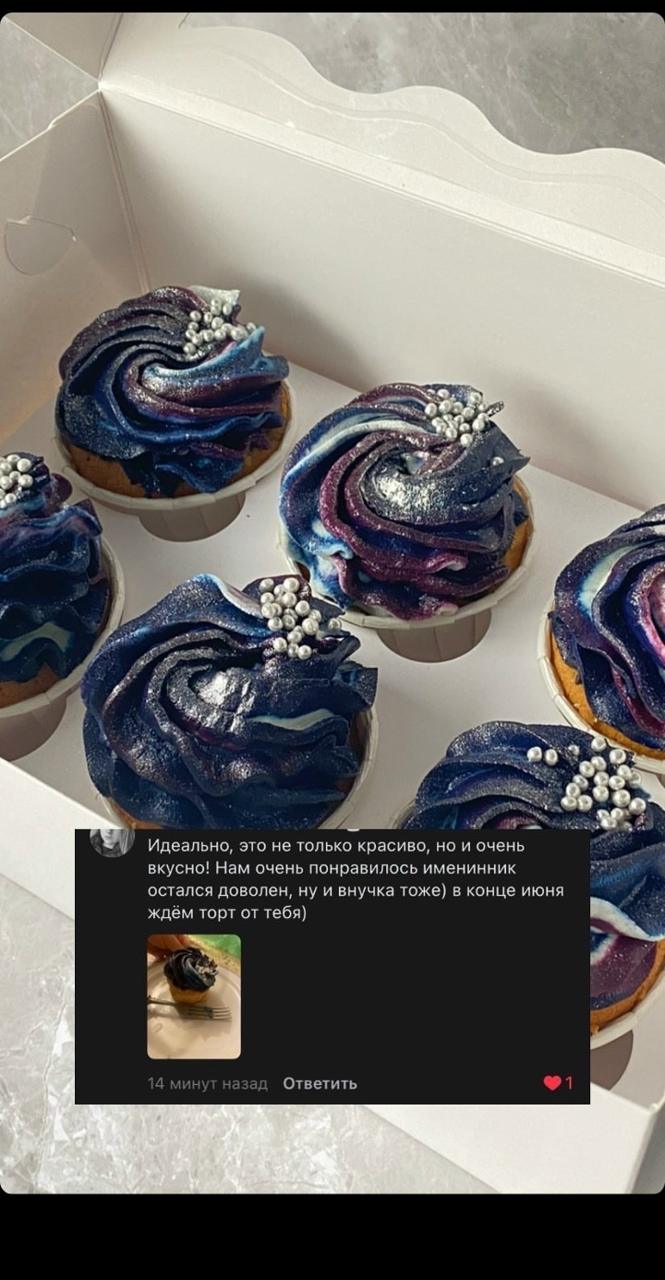 Идеально, это не только красиво, но и очень
вкусно! Нам очень понравилось именинник
остался доволен, ну и внучка тоже) в конце июня
ждём торт от тебя)
14 минут назад Ответить 1